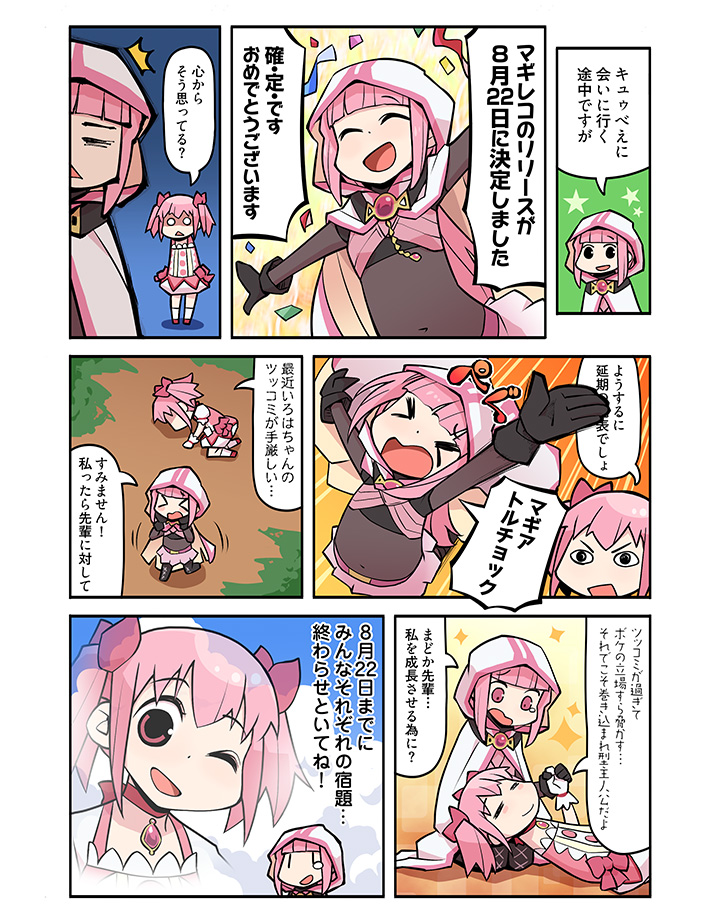 キュゥべえに
会いに行く
途中ですが
マギレコのリリースが
8月22日に決定しました
確・定・です
おめでとうございます
心から
そう思ってる?
ようするに
延期の発表でしょ
ペシ
マギア
トルチョック
最近いろはちゃんの
ツッコミが手厳しい…
すみません!
私ったら先輩に対して
ツッコミが過ぎて
ボケの立場すら脅かす…
それでこそ巻き込まれ型主人公だよ
まどか先輩…
私を成長させる為に?
8月22日までに
みんなそれぞれの宿題…
終わらせといてね!